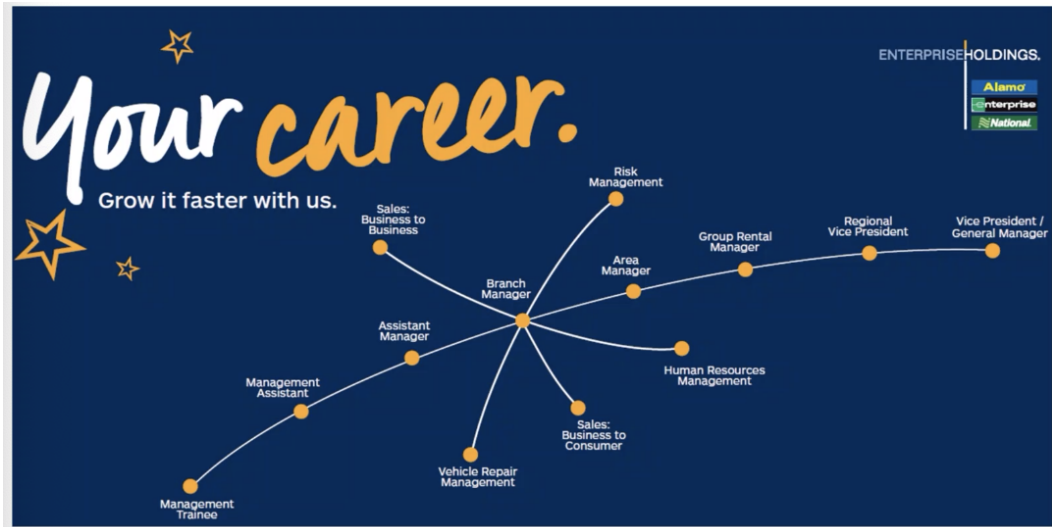 Your career.
Grow it faster with us.
ENTERPRISE HOLDINGS.
Alamo
enterprise
National.
Risk
Management
Sales:
Business to
Business
Regional
Vice President
Vice President /
General Manager
Group Rental
Manager
Area
Manager
Branch
Manager
Assistant
Manager
Human Resources
Management
Management
Assistant
Sales:
Business to
Consumer
Vehicle Repair
Management
Management
Trainee